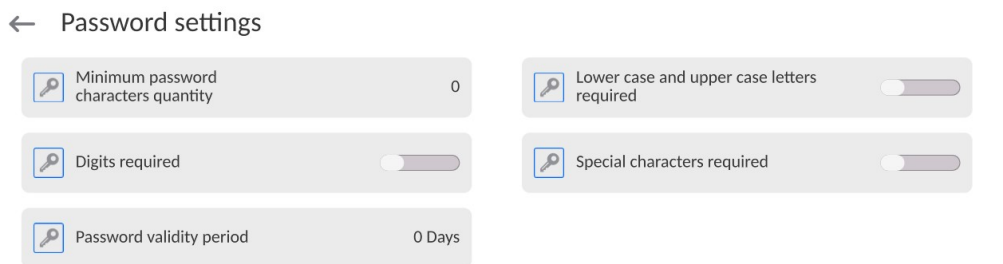 Password settings
Minimum password
characters quantity
0
Lower case and upper case letters
required
Digits required
Special characters required
Password validity period
0 Days